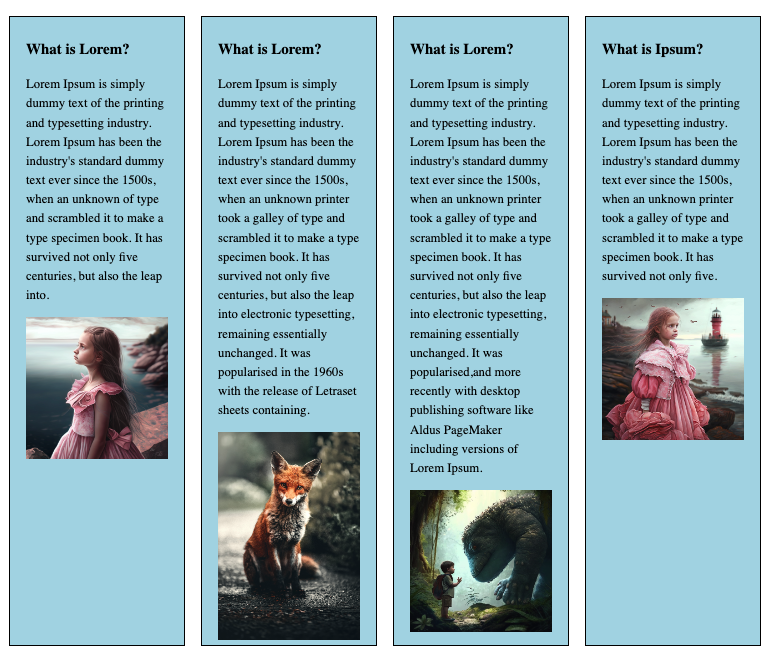 What is Lorem?
Lorem Ipsum is simply
dummy text of the printing
and typesetting industry.
Lorem Ipsum has been the
industry's standard dummy
text ever since the 1500s,
when an unknown of type
and scrambled it to make a
type specimen book. It has
survived not only five
centuries, but also the leap
into.
What is Lorem?
Lorem Ipsum is simply
dummy text of the printing
and typesetting industry.
Lorem Ipsum has been the
industry's standard dummy
text ever since the 1500s,
when an unknown printer
took a galley of type and
scrambled it to make a type
specimen book. It has
survived not only five
centuries, but also the leap
into electronic typesetting,
remaining essentially
unchanged. It was
popularised in the 1960s
with the release of Letraset
sheets containing.
What is Lorem?
Lorem Ipsum is simply
dummy text of the printing
and typesetting industry.
Lorem Ipsum has been the
industry's standard dummy
text ever since the 1500s,
when an unknown printer
took a galley of type and
scrambled it to make a type
specimen book. It has
survived not only five
centuries, but also the leap
into electronic typesetting,
remaining essentially
unchanged. It was
popularised,and more
recently with desktop
publishing software like
Aldus PageMaker
including versions of
Lorem Ipsum.
What is Ipsum?
Lorem Ipsum is simply
dummy text of the printing
and typesetting industry.
Lorem Ipsum has been the
industry's standard dummy
text ever since the 1500s,
when an unknown printer
took a galley of type and
scrambled it to make a type
specimen book. It has
survived not only five.